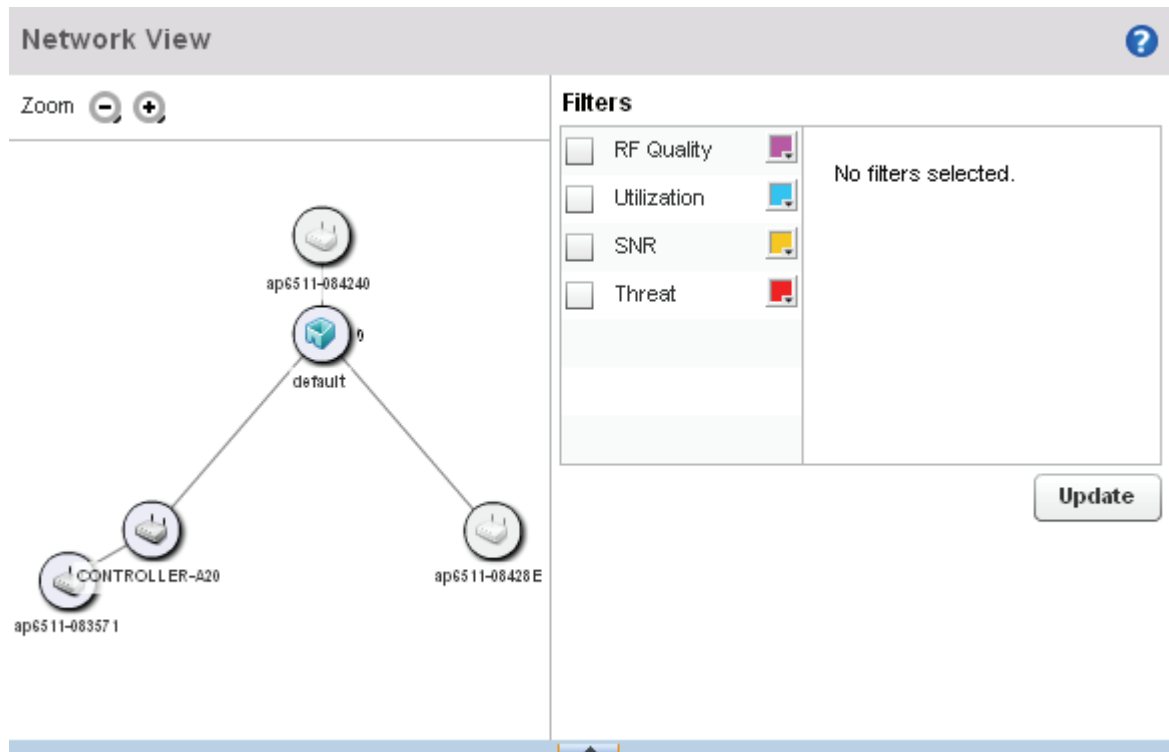 Network View
?
Zoom
ap6511-084240
0
default
CONTROLLER-A20
ap6511-08428E
ap6511-083571
Filters
RF Quality
Utilization
SNR
Threat
No filters selected.
Update